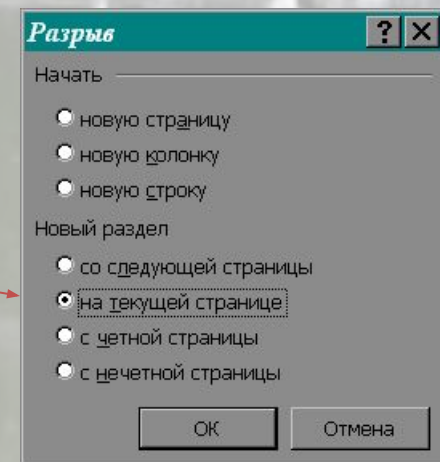 Разрыв
Начать
новую страницу
новую колонку
новую строку
Новый раздел
со следующей страницы
на текущей странице
с четной страницы
с нечетной страницы
ОК Отмена